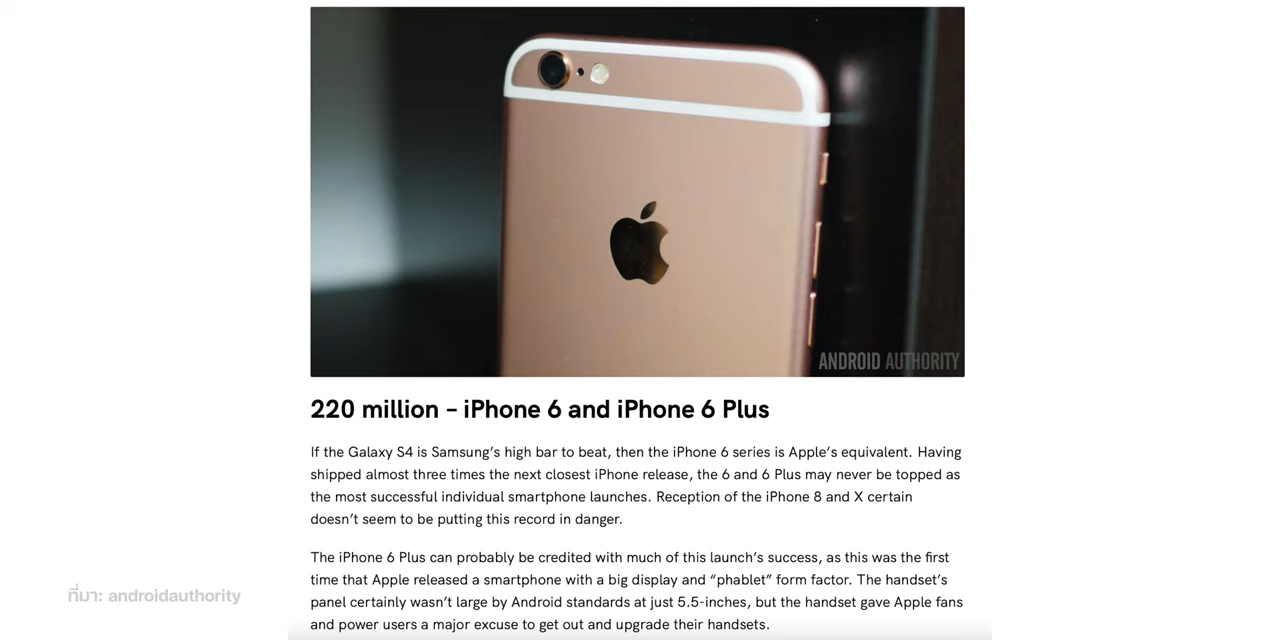 ANDROID AUTHORITY
220 million – iPhone 6 and iPhone 6 Plus
If the Galaxy S4 is Samsung’s high bar to beat, then the iPhone 6 series is Apple’s equivalent. Having
shipped almost three times the next closest iPhone release, the 6 and 6 Plus may never be topped as
the most successful individual smartphone launches. Reception of the iPhone 8 and X certain
doesn’t seem to be putting this record in danger.
The iPhone 6 Plus can probably be credited with much of this launch’s success, as this was the first
time that Apple released a smartphone with a big display and “phablet” form factor. The handset’s
panel certainly wasn’t large by Android standards at just 5.5-inches, but the handset gave Apple fans
and power users a major excuse to get out and upgrade their handsets.
ที่มา: androidauthority